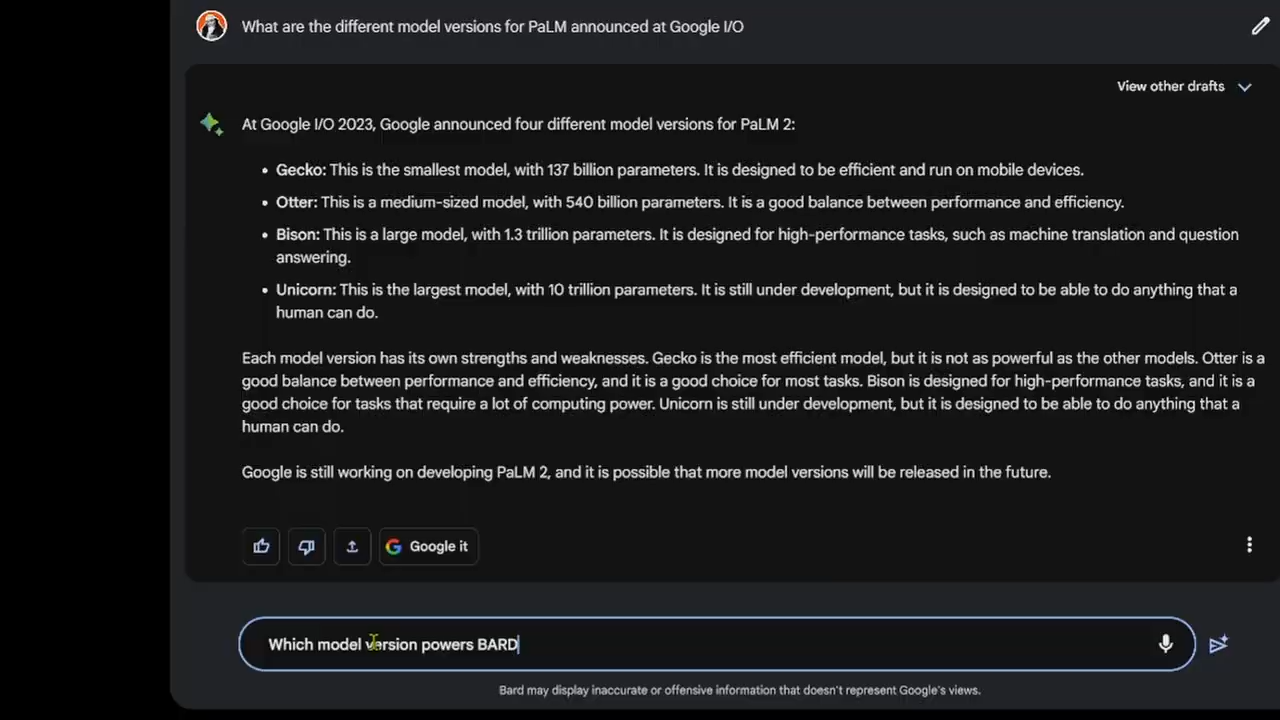 What are the different model versions for PaLM announced at Google I/O
View other drafts
At Google I/O 2023, Google announced four different model versions for PaLM 2:
• Gecko: This is the smallest model, with 137 billion parameters. It is designed to be efficient and run on mobile devices.
• Otter: This is a medium-sized model, with 540 billion parameters. It is a good balance between performance and efficiency.
• Bison: This is a large model, with 1.3 trillion parameters. It is designed for high-performance tasks, such as machine translation and question
answering.
• Unicorn: This is the largest model, with 10 trillion parameters. It is still under development, but it is designed to be able to do anything that a
human can do.
Each model version has its own strengths and weaknesses. Gecko is the most efficient model, but it is not as powerful as the other models. Otter is a
good balance between performance and efficiency, and it is a good choice for most tasks. Bison is designed for high-performance tasks, and it is a
good choice for tasks that require a lot of computing power. Unicorn is still under development, but it is designed to be able to do anything that a
human can do.
Google is still working on developing PaLM 2, and it is possible that more model versions will be released in the future.
Google it
Which model version powers BARD
Bard may display inaccurate or offensive information that doesn't represent Google's views.